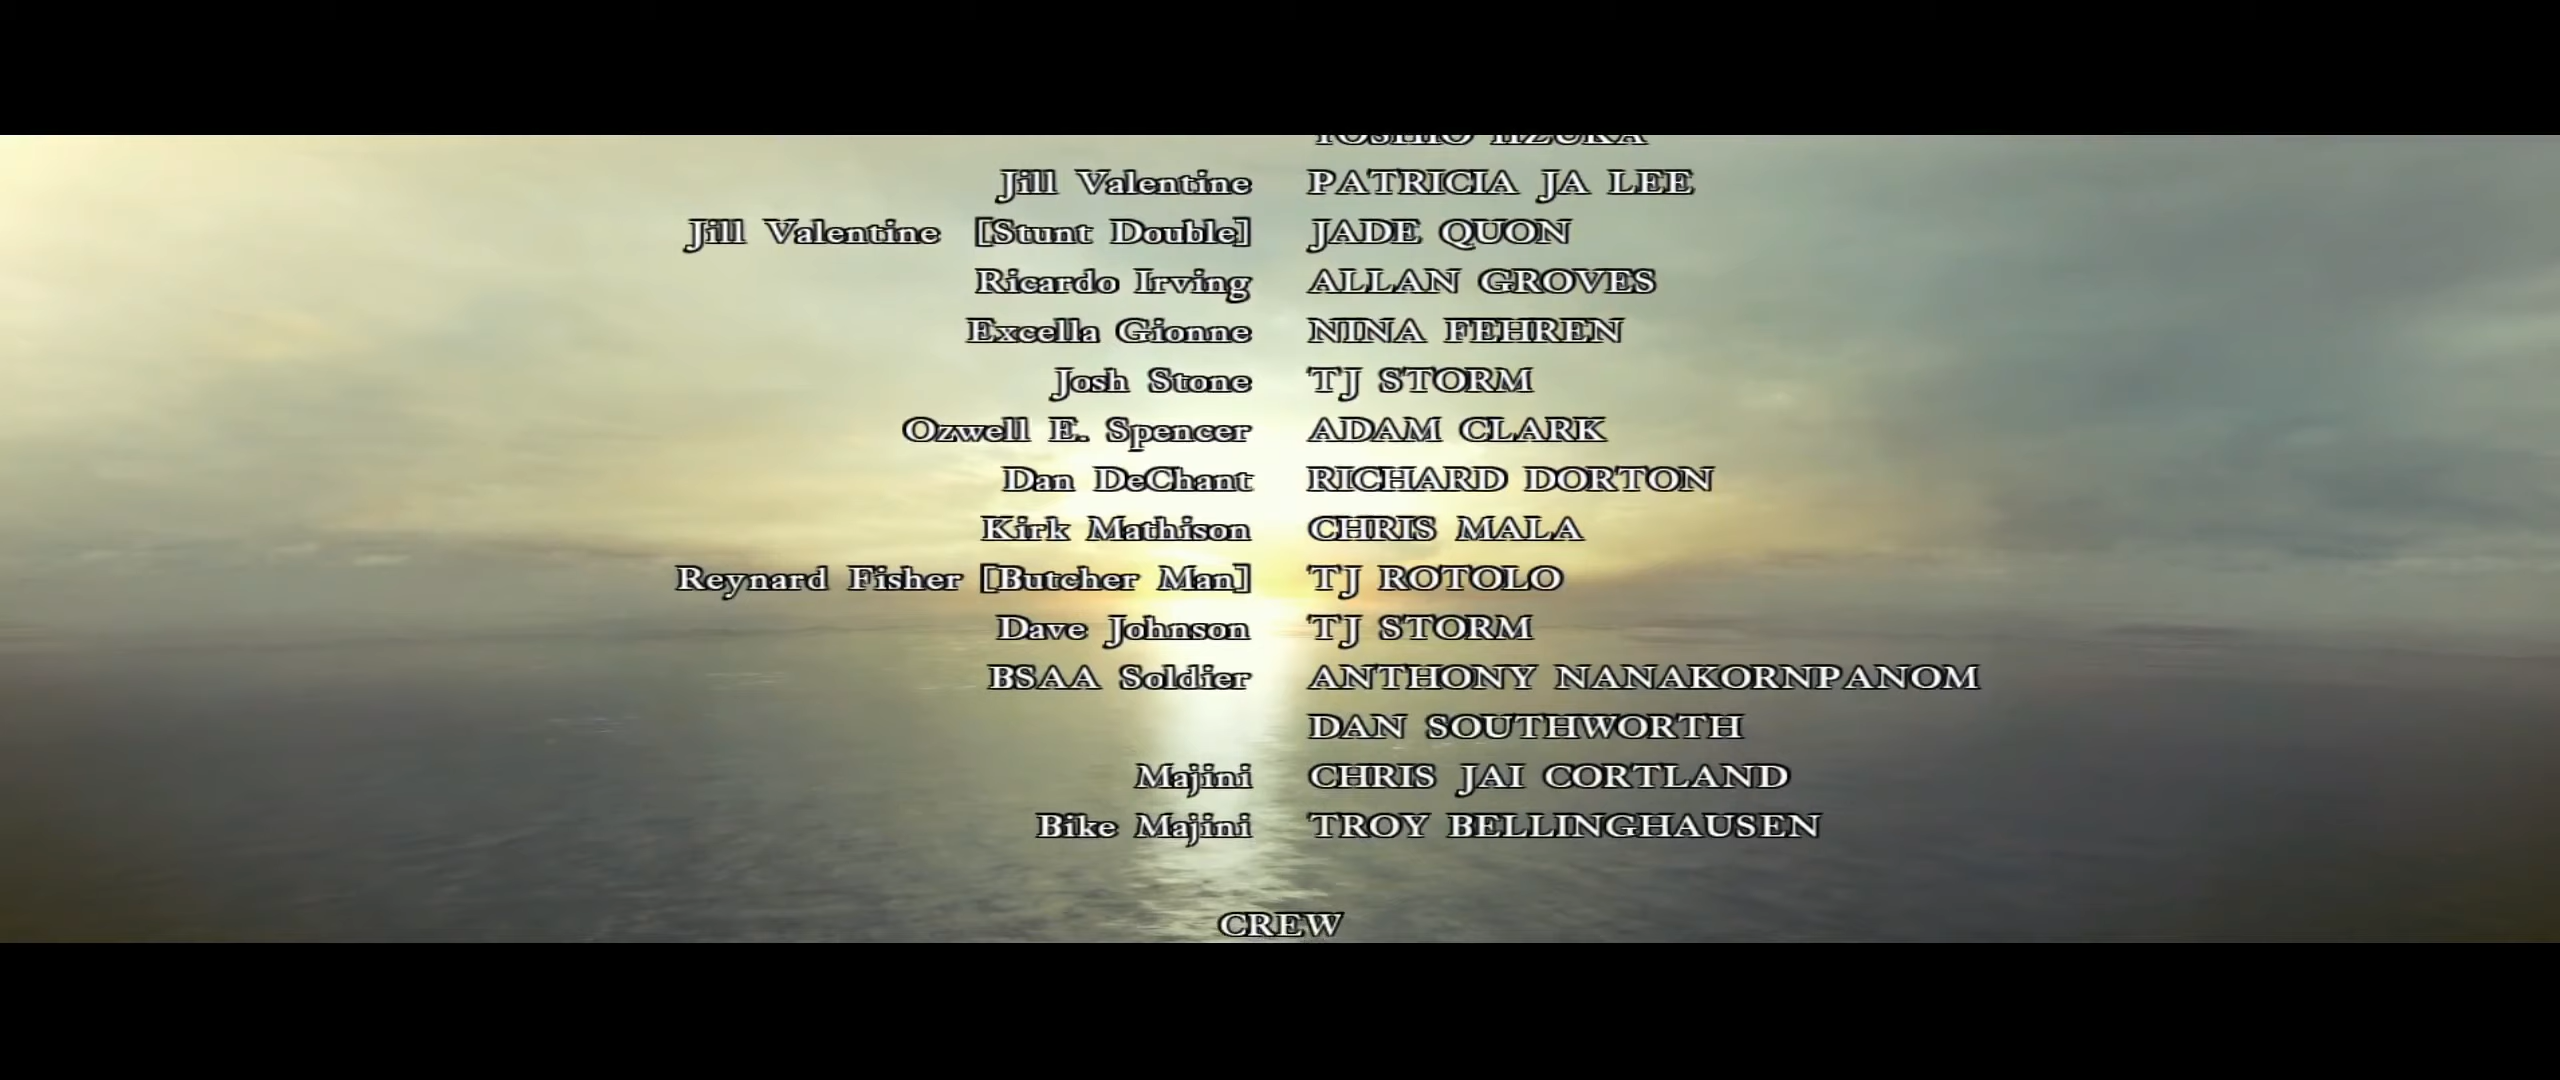 YOSHIO IIZUKA
Jill Valentine PATRICIA JA LEE
Jill Valentine [Stunt Double] JADE QUON
Ricardo Irving ALLAN GROVES
Excella Gionne NINA FEHREN
Josh Stone TJ STORM
Ozwell E. Spencer ADAM CLARK
Dan DeChant RICHARD DORTON
Kirk Mathison CHRIS MALA
Reynard Fisher [Butcher Man] TJ ROTOLO
Dave Johnson TJ STORM
BSAA Soldier ANTHONY NANAKORNPANOM
DAN SOUTHWORTH
Majini CHRIS JAI CORTLAND
Bike Majini TROY BELLINGHAUSEN
CREW